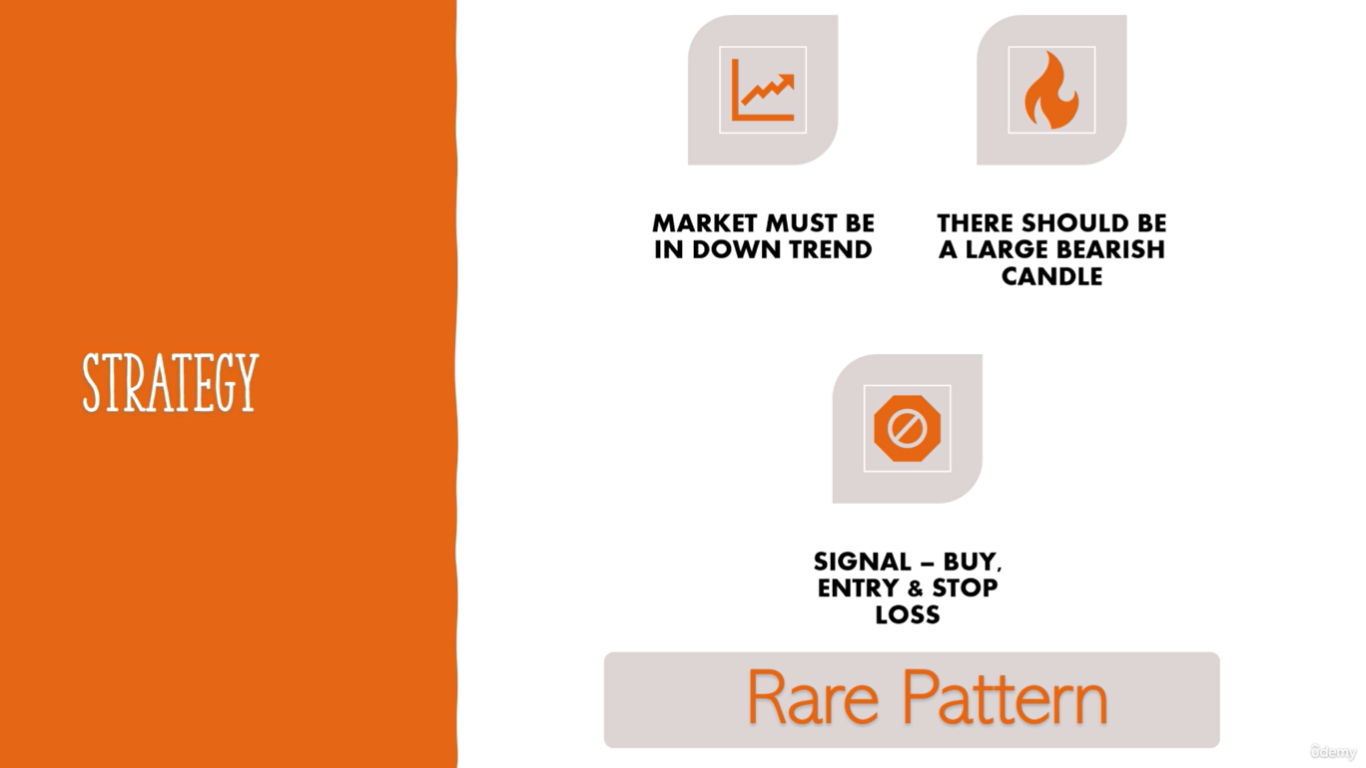 STRATEGY
MARKET MUST BE
IN DOWN TREND
THERE SHOULD BE
A LARGE BEARISH
CANDLE
SIGNAL – BUY,
ENTRY & STOP
LOSS
Rare Pattern
ûdemy